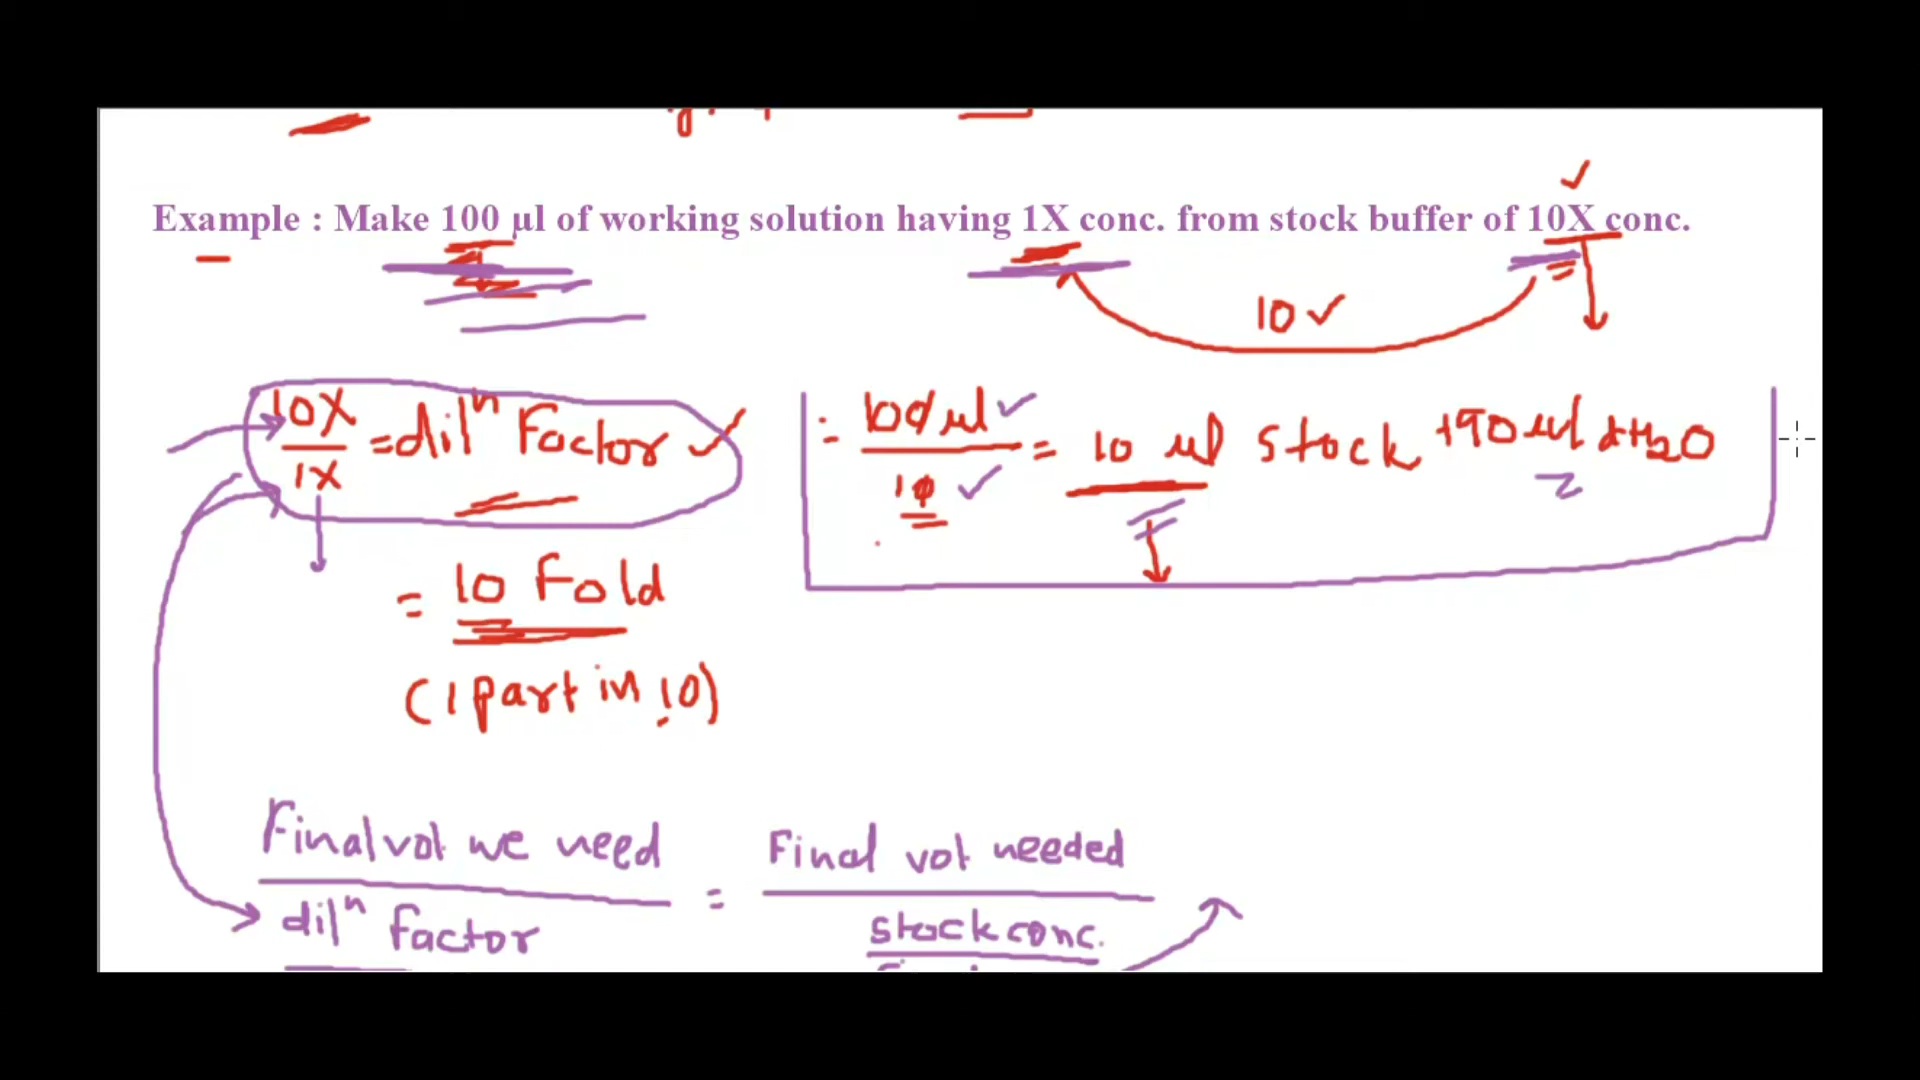 Example : Make 100 µl of working solution having 1X conc. from stock buffer of 10X conc.
10 ✓
10X / 1X = dilⁿ Factor ✓
= 100 µl ✓ / 10 ✓ = 10 µl stock + 90 µl dH2O
= 10 Fold
(1 part in 10)
Final vol we need / dilⁿ factor = Final vol needed / stock conc.